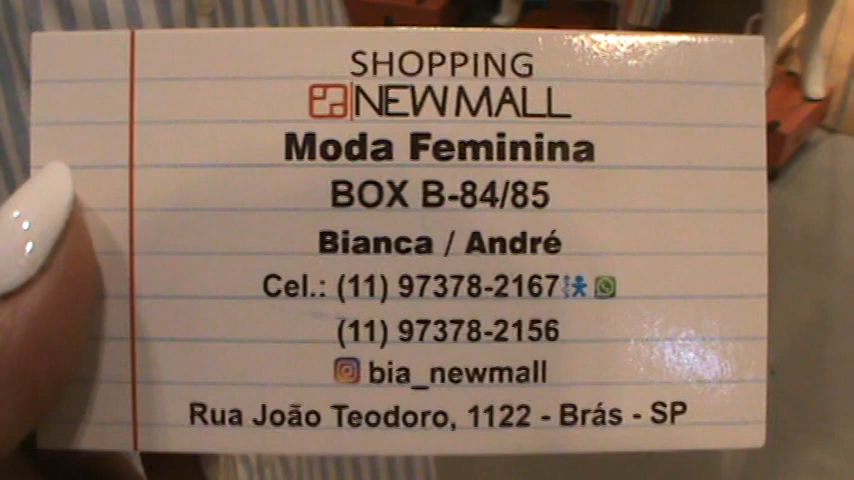 SHOPPING
NEW MALL
Moda Feminina
BOX B-84/85
Bianca / André
Cel.: (11) 97378-2167
(11) 97378-2156
bia_newmall
Rua João Teodoro, 1122 - Brás - SP